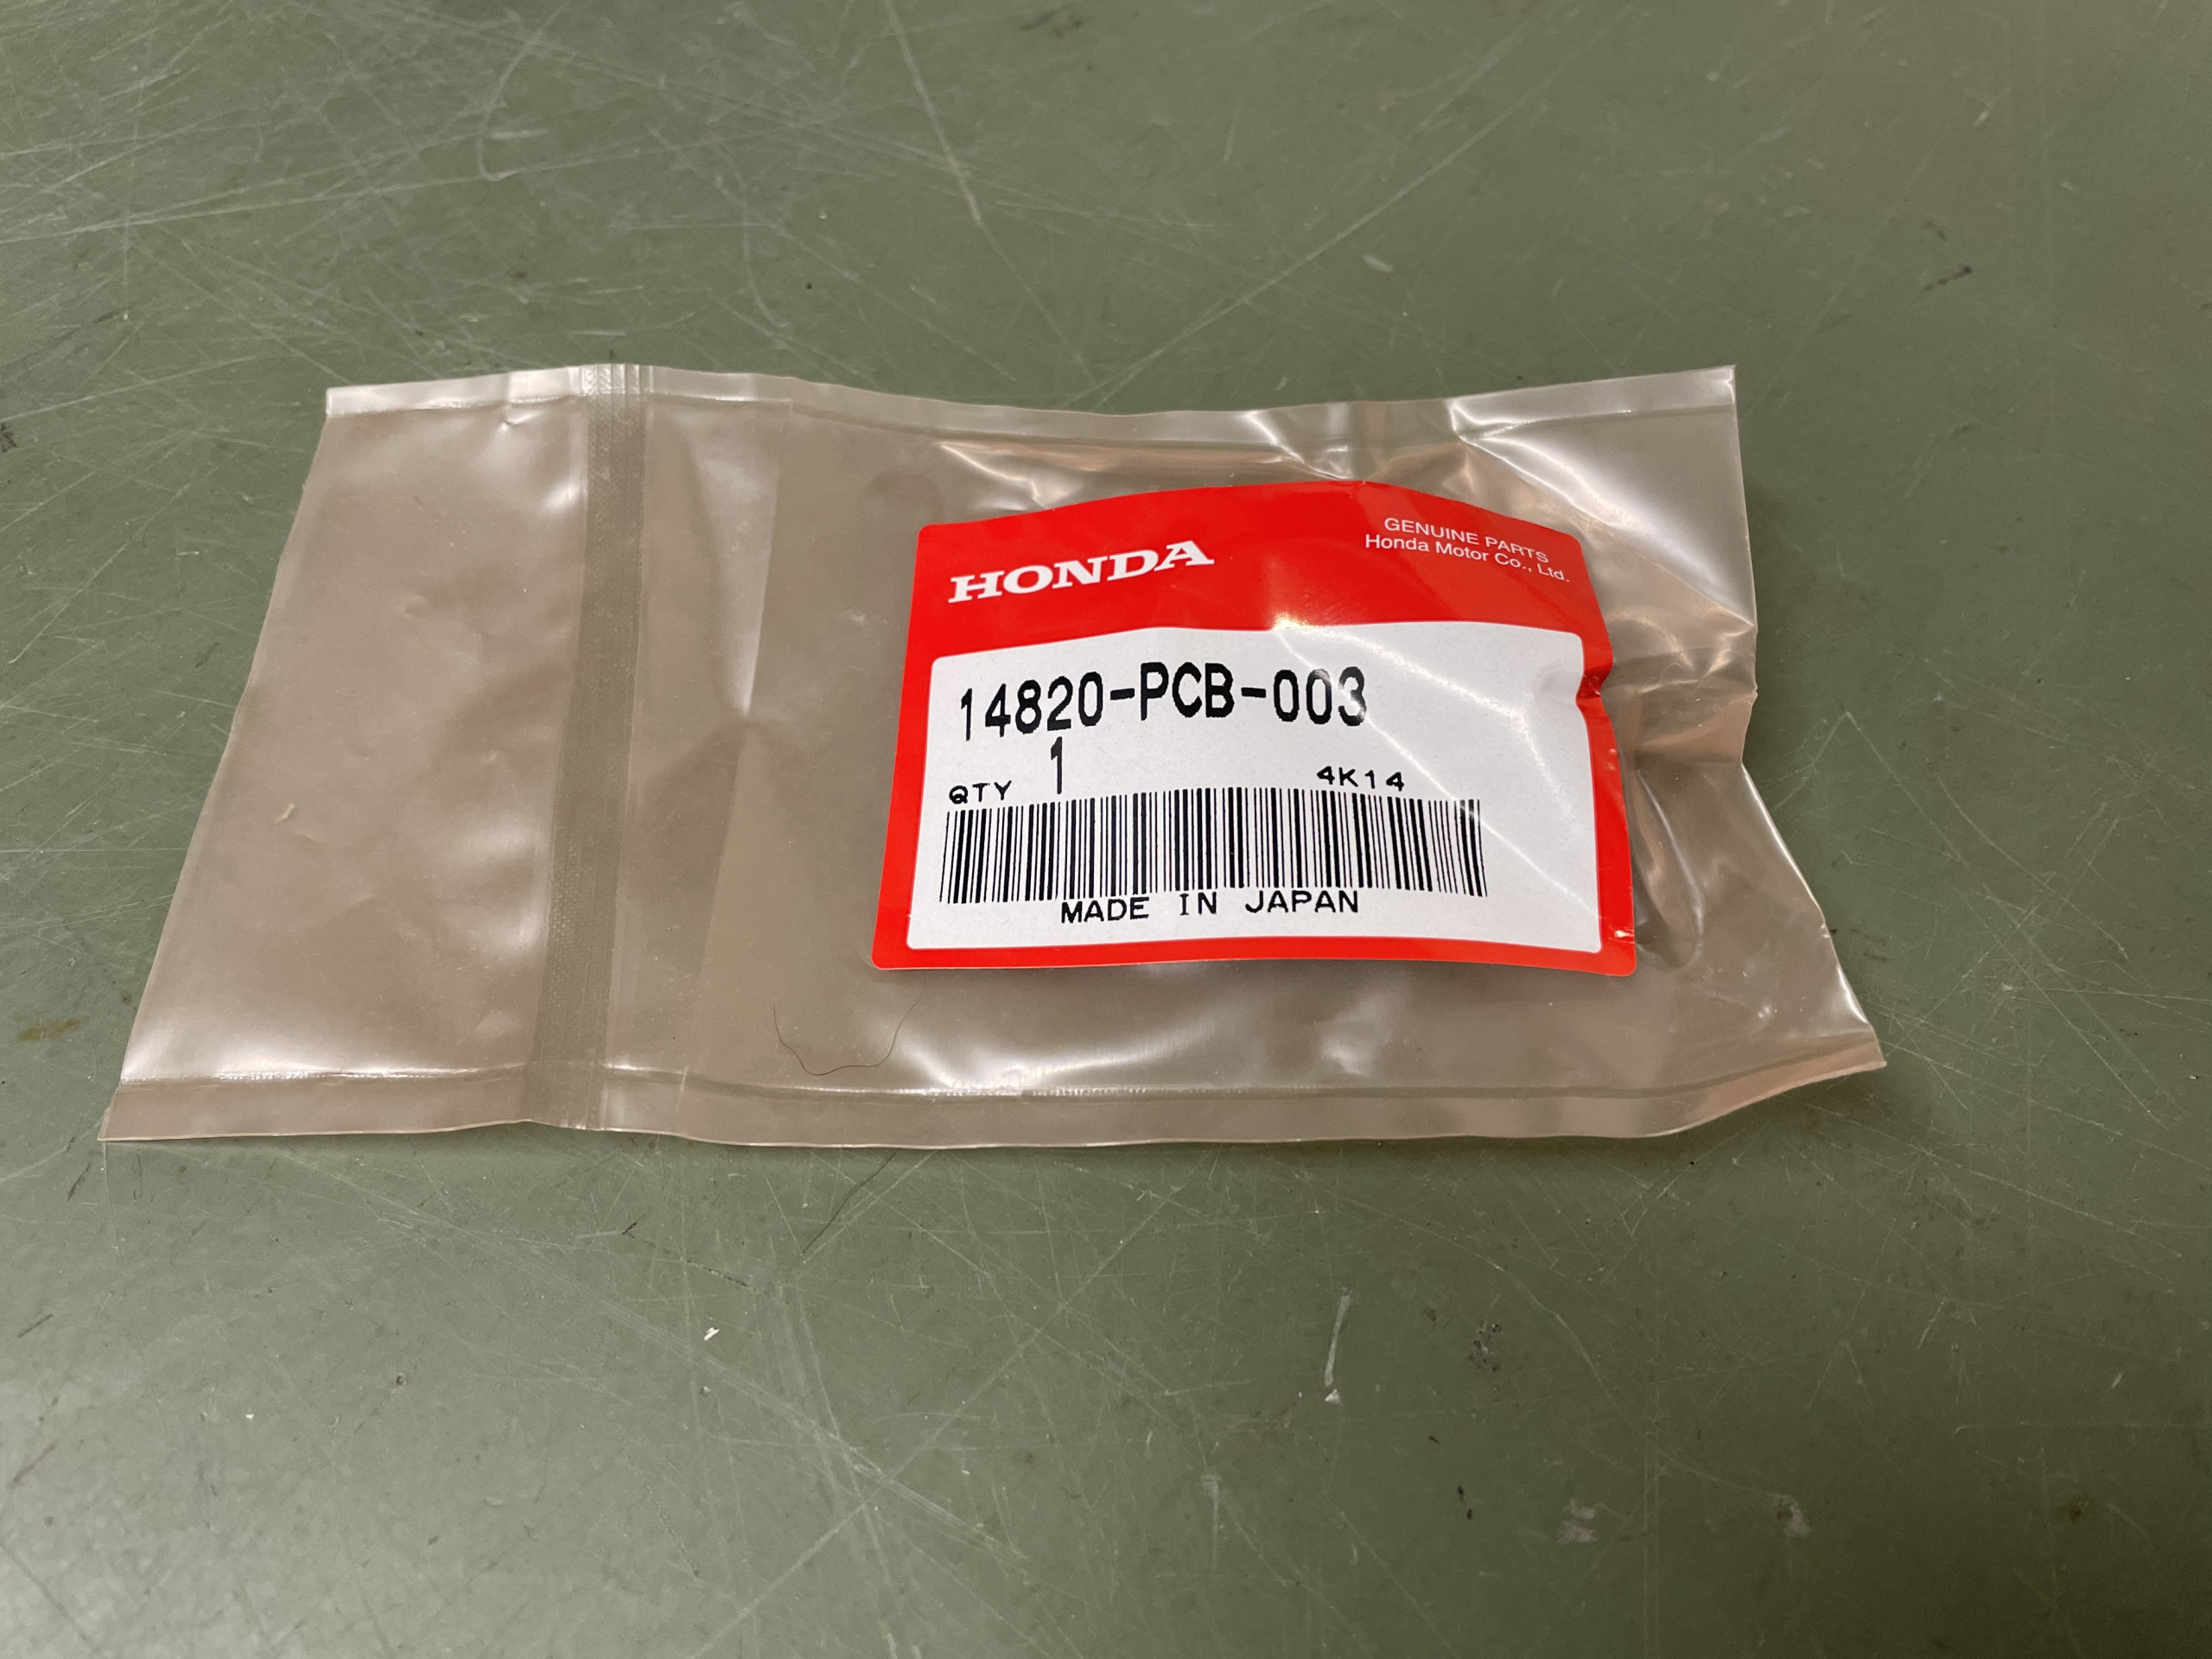 HONDA
GENUINE PARTS
Honda Motor Co., Ltd.
14820-PCB-003
QTY 1 4K14
MADE IN JAPAN